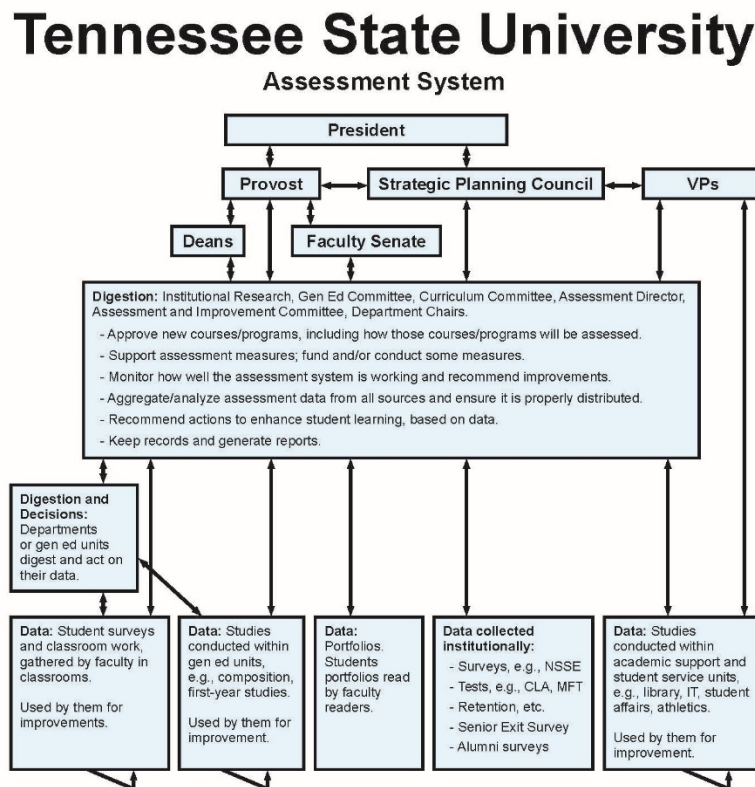 Tennessee State University
Assessment System
President
Provost
Strategic Planning Council
VPs
Deans
Faculty Senate
Digestion: Institutional Research, Gen Ed Committee, Curriculum Committee, Assessment Director,
Assessment and Improvement Committee, Department Chairs.
- Approve new courses/programs, including how those courses/programs will be assessed.
- Support assessment measures; fund and/or conduct some measures.
- Monitor how well the assessment system is working and recommend improvements.
- Aggregate/analyze assessment data from all sources and ensure it is properly distributed.
- Recommend actions to enhance student learning, based on data.
- Keep records and generate reports.
Digestion and
Decisions:
Departments
or gen ed units
digest and act on
their data.
Data: Student surveys
and classroom work,
gathered by faculty in
classrooms.
Used by them for
improvements.
Data: Studies
conducted within
gen ed units,
e.g., composition,
first-year studies.
Used by them for
improvement.
Data:
Portfolios.
Students
portfolios read
by faculty
readers.
Data collected
institutionally:
- Surveys, e.g., NSSE
- Tests, e.g., CLA, MFT
- Retention, etc.
- Senior Exit Survey
- Alumni surveys
Data: Studies
conducted within
academic support and
student service units,
e.g., library, IT, student
affairs, athletics.
Used by them for
improvement.